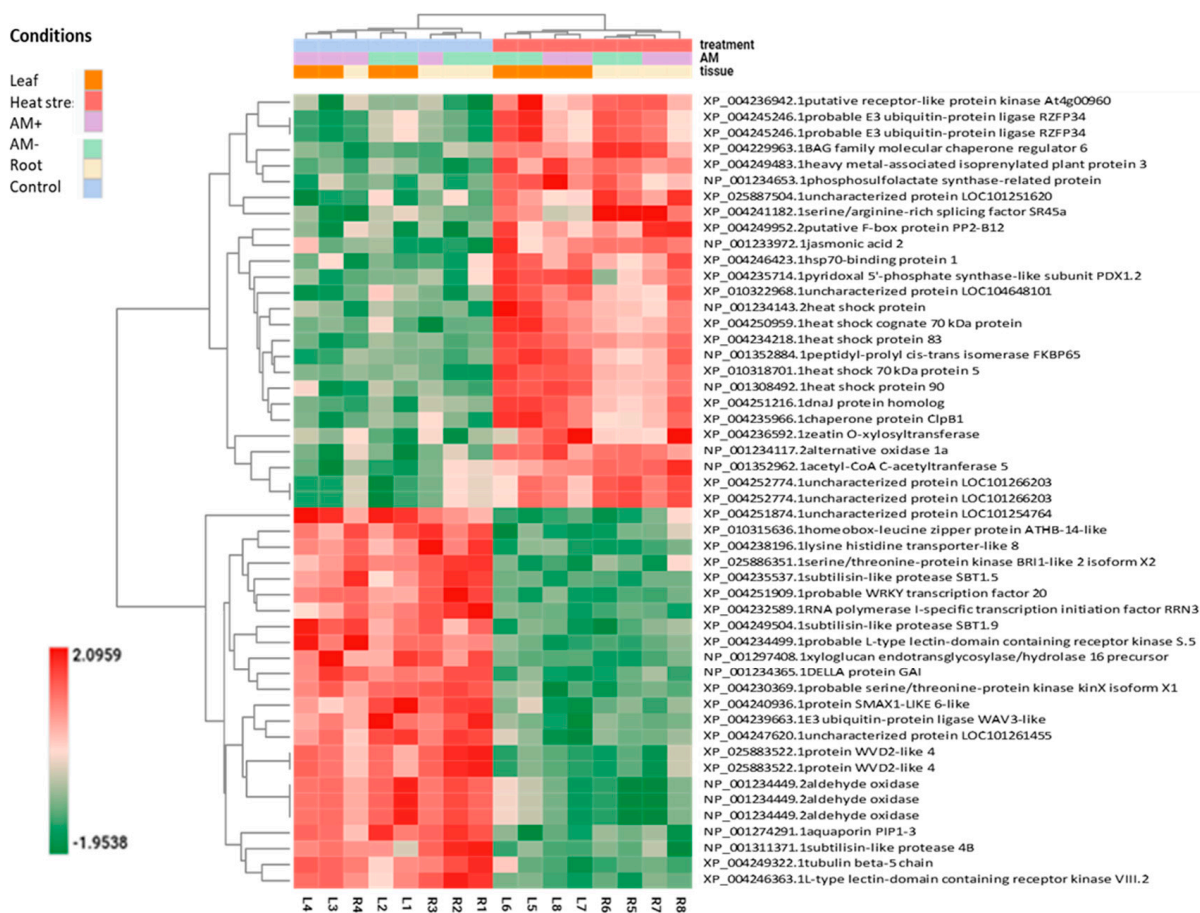 Conditions
Leaf
Heat stre:
AM+
AM-
Root
Control
2.0959
-1.9538
treatment
AM
tissue
XP_004236942.1putative receptor-like protein kinase At4g00960
XP_004245246.1probable E3 ubiquitin-protein ligase RZFP34
XP_004245246.1probable E3 ubiquitin-protein ligase RZFP34
XP_004229963.1BAG family molecular chaperone regulator 6
XP_004249483.1heavy metal-associated isoprenylated plant protein 3
NP_001234653.1phosphosulfolactate synthase-related protein
XP_025887504.1uncharacterized protein LOC101251620
XP_004241182.1serine/arginine-rich splicing factor SR45a
XP_004249952.2putative F-box protein PP2-B12
NP_001233972.1jasmonic acid 2
XP_004246423.1hsp70-binding protein 1
XP_004235714.1pyridoxal 5'-phosphate synthase-like subunit PDX1.2
XP_010322968.1uncharacterized protein LOC104648101
NP_001234143.2heat shock protein
XP_004250959.1heat shock cognate 70 kDa protein
XP_004234218.1heat shock protein 83
NP_001352884.1peptidyl-prolyl cis-trans isomerase FKBP65
XP_010318701.1heat shock 70 kDa protein 5
NP_001308492.1heat shock protein 90
XP_004251216.1dnaJ protein homolog
XP_004235966.1chaperone protein ClpB1
XP_004236592.1zeatin O-xylosyltransferase
NP_001234117.2alternative oxidase 1a
NP_001352962.1acetyl-CoA C-acetyltranferase 5
XP_004252774.1uncharacterized protein LOC101266203
XP_004252774.1uncharacterized protein LOC101266203
XP_004251874.1uncharacterized protein LOC101254764
XP_010315636.1homeobox-leucine zipper protein ATHB-14-like
XP_004238196.1lysine histidine transporter-like 8
XP_025886351.1serine/threonine-protein kinase BRI1-like 2 isoform X2
XP_004235537.1subtilisin-like protease SBT1.5
XP_004251909.1probable WRKY transcription factor 20
XP_004232589.1RNA polymerase I-specific transcription initiation factor RRN3
XP_004249504.1subtilisin-like protease SBT1.9
XP_004234499.1probable L-type lectin-domain containing receptor kinase S.5
NP_001297408.1xyloglucan endotransglycosylase/hydrolase 16 precursor
NP_001234365.1DELLA protein GAI
XP_004230369.1probable serine/threonine-protein kinase kinX isoform X1
XP_004240936.1protein SMAX1-LIKE 6-like
XP_004239663.1E3 ubiquitin-protein ligase WAV3-like
XP_004247620.1uncharacterized protein LOC101261455
XP_025883522.1protein WVD2-like 4
XP_025883522.1protein WVD2-like 4
NP_001234449.2aldehyde oxidase
NP_001234449.2aldehyde oxidase
NP_001234449.2aldehyde oxidase
NP_001274291.1aquaporin PIP1-3
NP_001311371.1subtilisin-like protease 4B
XP_004249322.1tubulin beta-5 chain
XP_004246363.1L-type lectin-domain containing receptor kinase VIII.2
L4 L3 R4 L2 L1 R3 R2 R1 L6 L5 L8 L7 R6 R5 R7 R8